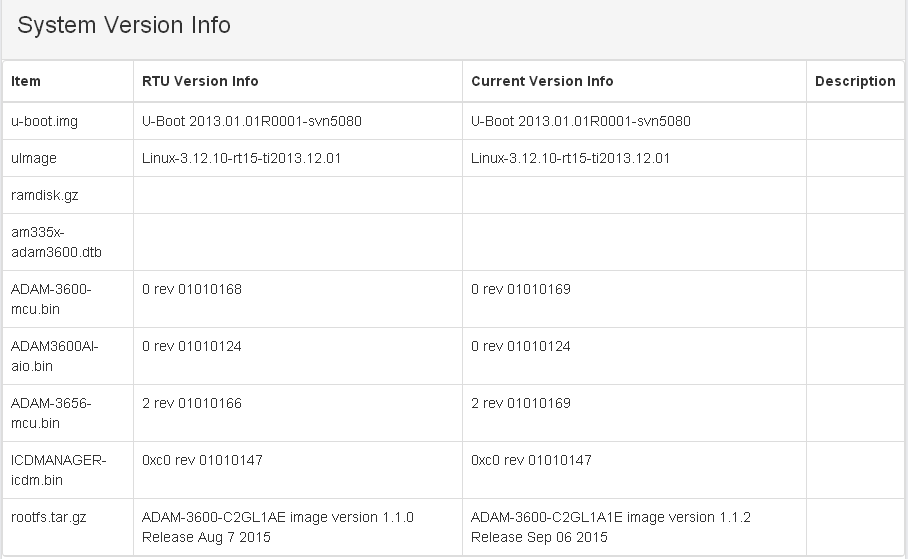 System Version Info
Item RTU Version Info Current Version Info Description
u-boot.img U-Boot 2013.01.01R0001-svn5080 U-Boot 2013.01.01R0001-svn5080
uImage Linux-3.12.10-rt15-ti2013.12.01 Linux-3.12.10-rt15-ti2013.12.01
ramdisk.gz
am335x-
adam3600.dtb
ADAM-3600- 0 rev 01010168 0 rev 01010169
mcu.bin
ADAM3600AI- 0 rev 01010124 0 rev 01010124
aio.bin
ADAM-3656- 2 rev 01010166 2 rev 01010169
mcu.bin
ICDMANAGER- 0xc0 rev 01010147 0xc0 rev 01010147
icdm.bin
rootfs.tar.gz ADAM-3600-C2GL1AE image version 1.1.0 ADAM-3600-C2GL1A1E image version 1.1.2
Release Aug 7 2015 Release Sep 06 2015